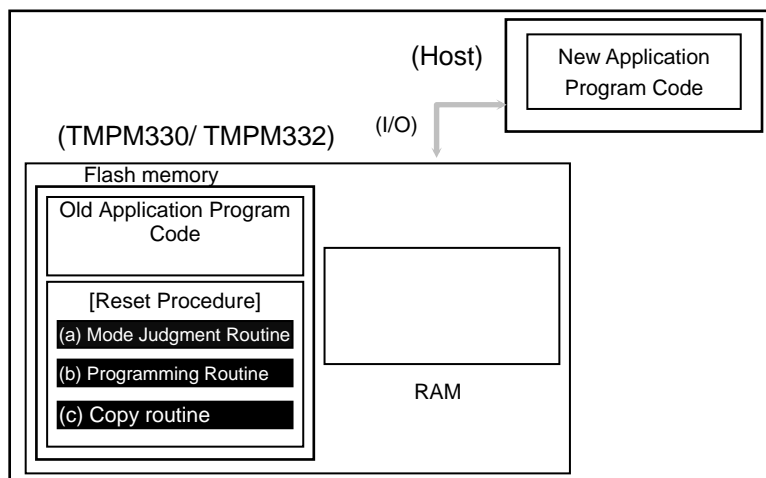 (Host)
New Application
Program Code
(I/O)
(TMPM330/ TMPM332)
Flash memory
Old Application Program
Code
[Reset Procedure]
(a) Mode Judgment Routine
(b) Programming Routine
(c) Copy routine
RAM